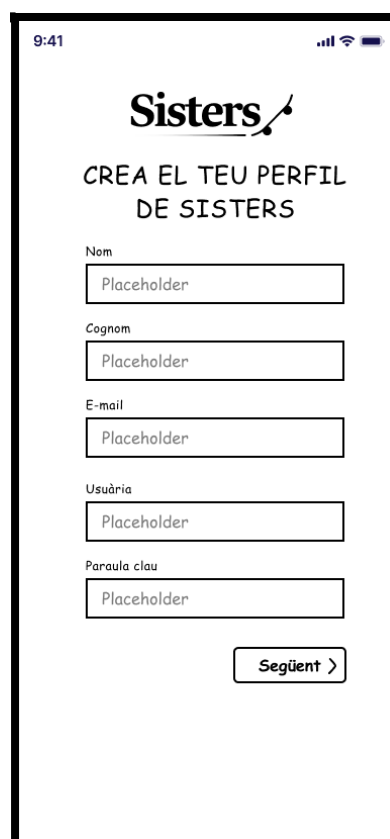 9:41
Sisters
CREA EL TEU PERFIL
DE SISTERS
Nom
Placeholder
Cognom
Placeholder
E-mail
Placeholder
Usuària
Placeholder
Paraula clau
Placeholder
Següent